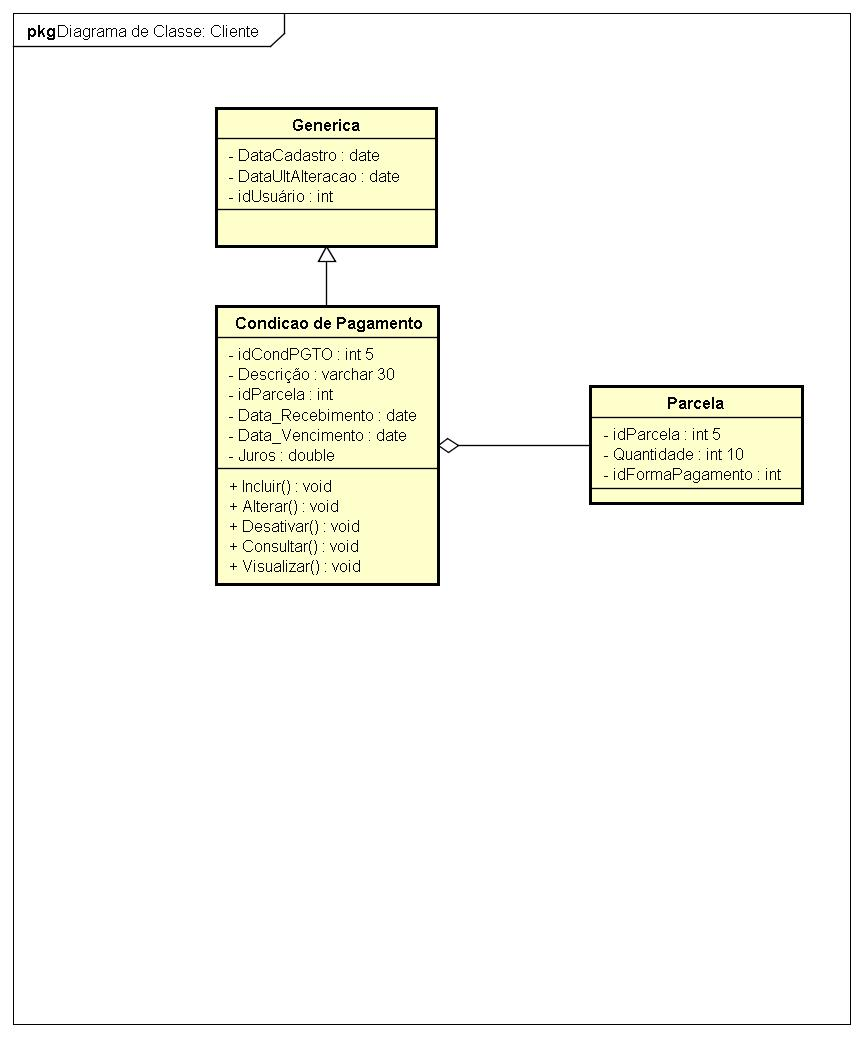 pkg Diagrama de Classe: Cliente
Generica
- DataCadastro : date
- DataUltAlteracao : date
- idUsuário : int
Condicao de Pagamento
- idCondPGTO : int 5
- Descrição : varchar 30
- idParcela : int
- Data_Recebimento : date
- Data_Vencimento : date
- Juros : double
+ Incluir() : void
+ Alterar() : void
+ Desativar() : void
+ Consultar() : void
+ Visualizar() : void
Parcela
- idParcela : int 5
- Quantidade : int 10
- idFormaPagamento : int